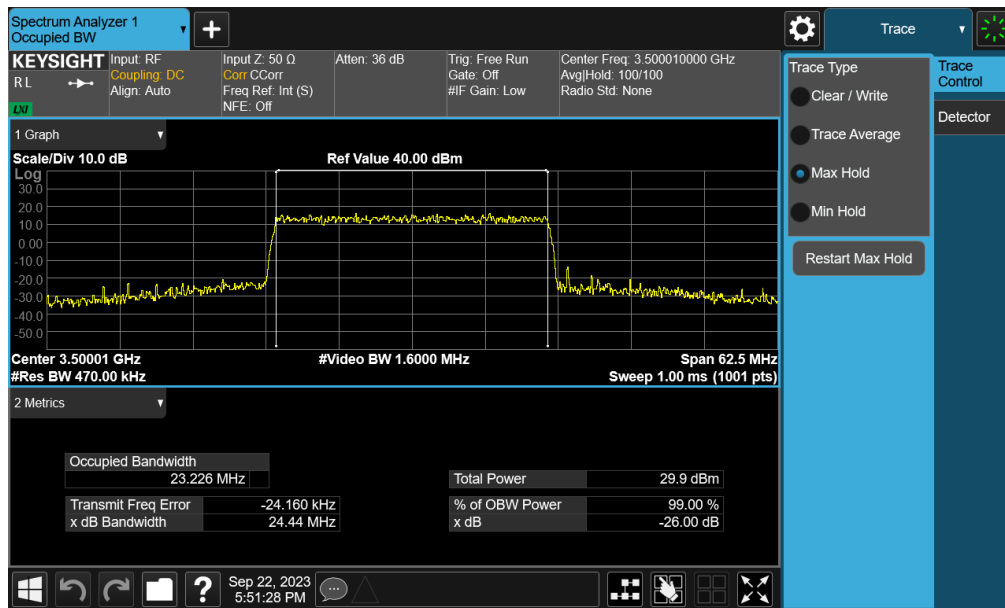 Spectrum Analyzer 1
Occupied BW
Trace
KEYSIGHT
R L
LXI
Input: RF
Coupling: DC
Align: Auto
Input Z: 50 Ω
Corr CCorr
Freq Ref: Int (S)
NFE: Off
Atten: 36 dB
Trig: Free Run
Gate: Off
#IF Gain: Low
Center Freq: 3.500010000 GHz
Avg|Hold: 100/100
Radio Std: None
Trace Type
Clear / Write
Trace Average
Max Hold
Min Hold
Restart Max Hold
Trace
Control
Detector
1 Graph
Scale/Div 10.0 dB
Ref Value 40.00 dBm
Log
30.0
20.0
10.0
0.00
-10.0
-20.0
-30.0
-40.0
-50.0
Center 3.50001 GHz
#Video BW 1.6000 MHz
Span 62.5 MHz
#Res BW 470.00 kHz
Sweep 1.00 ms (1001 pts)
2 Metrics
Occupied Bandwidth
23.226 MHz
Total Power 29.9 dBm
Transmit Freq Error -24.160 kHz
% of OBW Power 99.00 %
x dB Bandwidth 24.44 MHz
x dB -26.00 dB
?
Sep 22, 2023
5:51:28 PM